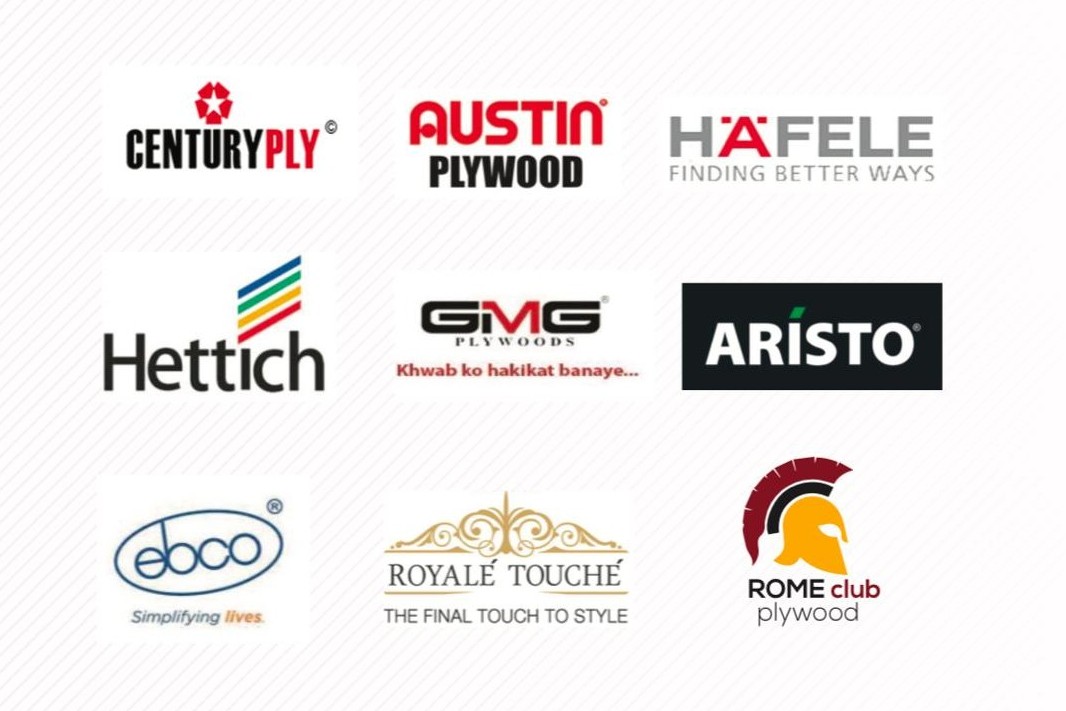 CENTURYPLY ©
AUSTIN®
PLYWOOD
HÄFELE
FINDING BETTER WAYS
Hettich
GMG®
PLYWOODS
Khwab ko hakikat banaye...
ARÍSTO®
ebco ®
Simplifying lives.
ROYALÉ TOUCHÉ
THE FINAL TOUCH TO STYLE
ROME club
plywood